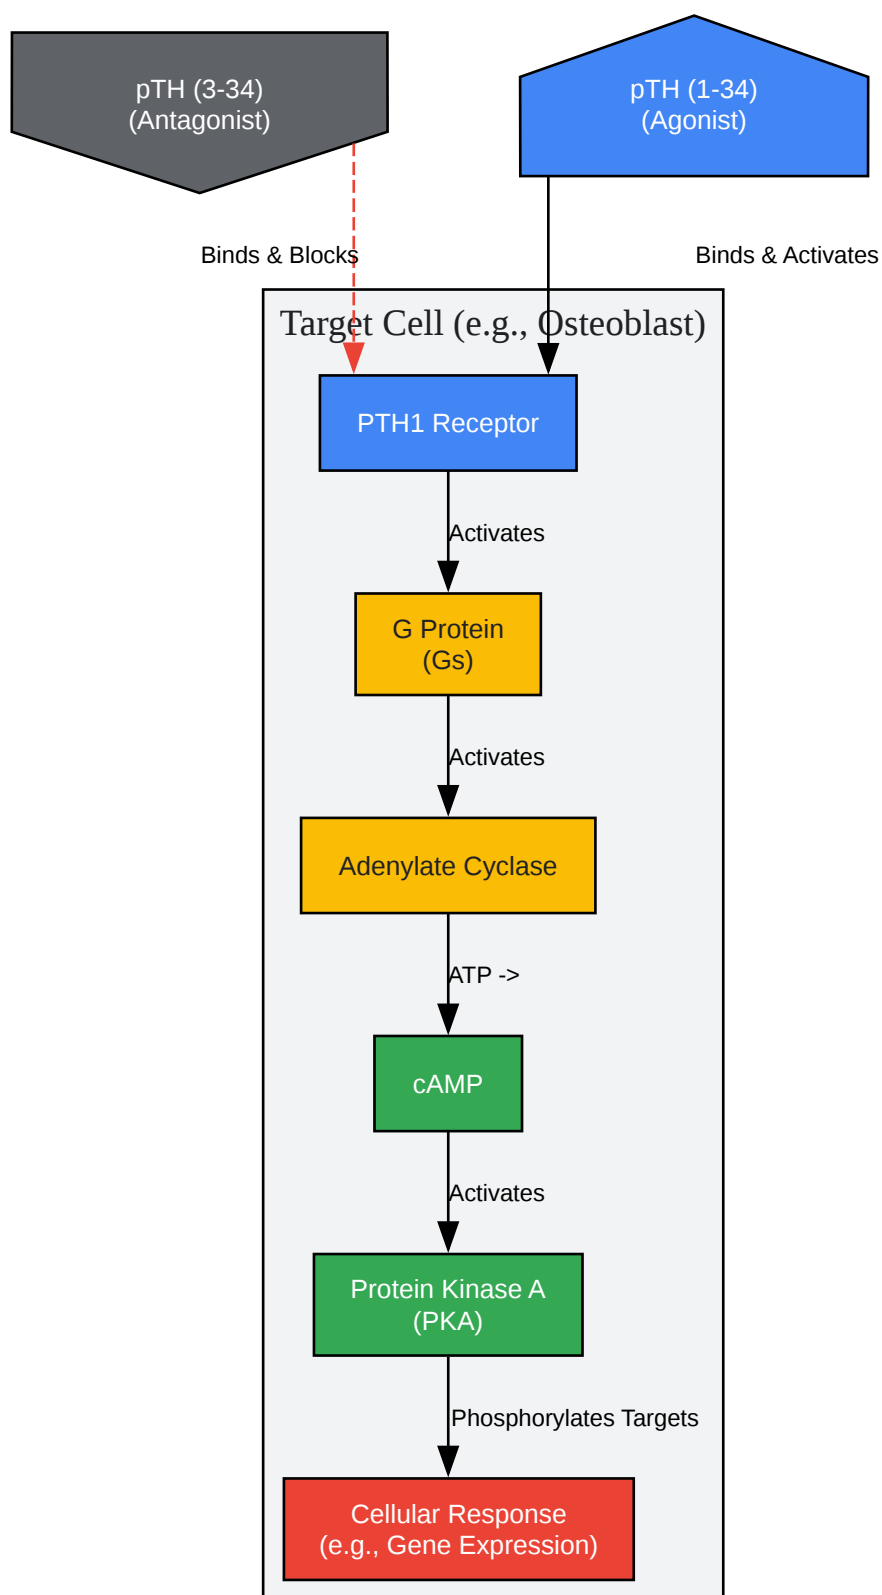 pTH (3-34)
(Antagonist)
pTH (1-34)
(Agonist)
Binds & Blocks
Binds & Activates
Target Cell (e.g., Osteoblast)
PTH1 Receptor
Activates
G Protein
(Gs)
Activates
Adenylate Cyclase
ATP ->
cAMP
Activates
Protein Kinase A
(PKA)
Phosphorylates Targets
Cellular Response
(e.g., Gene Expression)